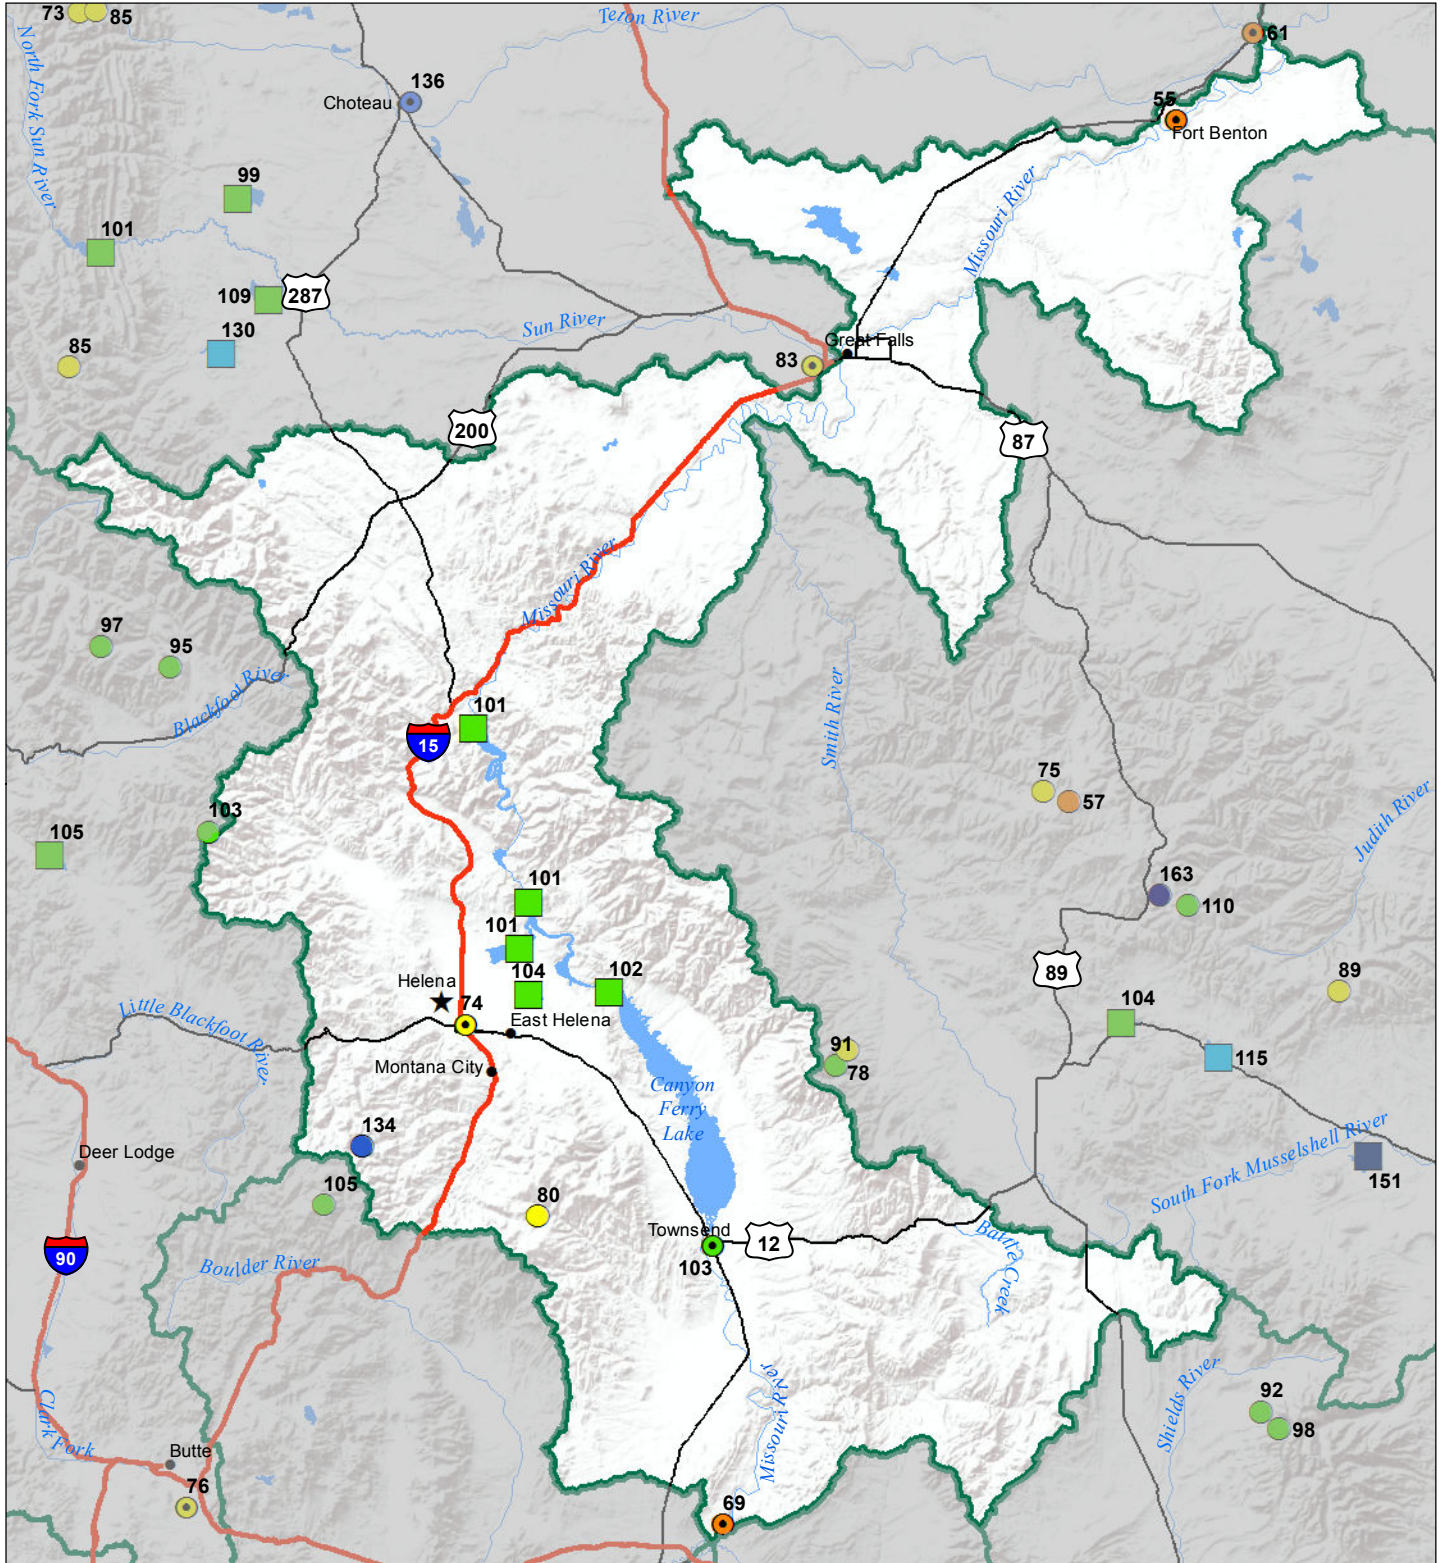 73
85
Teton River
61
North Fork Sun River
136
Choteau
55
Fort Benton
99
Missouri River
101
109
287
130
Sun River
Great Falls
85
83
200
87
Missouri River
97
95
Blackfoot River
Smith River
101
15
75
57
Judith River
103
105
163
110
101
101
104
102
Helena
74
East Helena
89
89
104
Little Blackfoot River
91
78
115
Montana City
Canyon
Ferry
Lake
134
Deer Lodge
South Fork Musselshell River
151
105
80
Townsend
103
12
Battle Creek
90
Boulder River
Missouri River
Shields River
92
98
Clark Fork
Butte
76
Missouri River
69